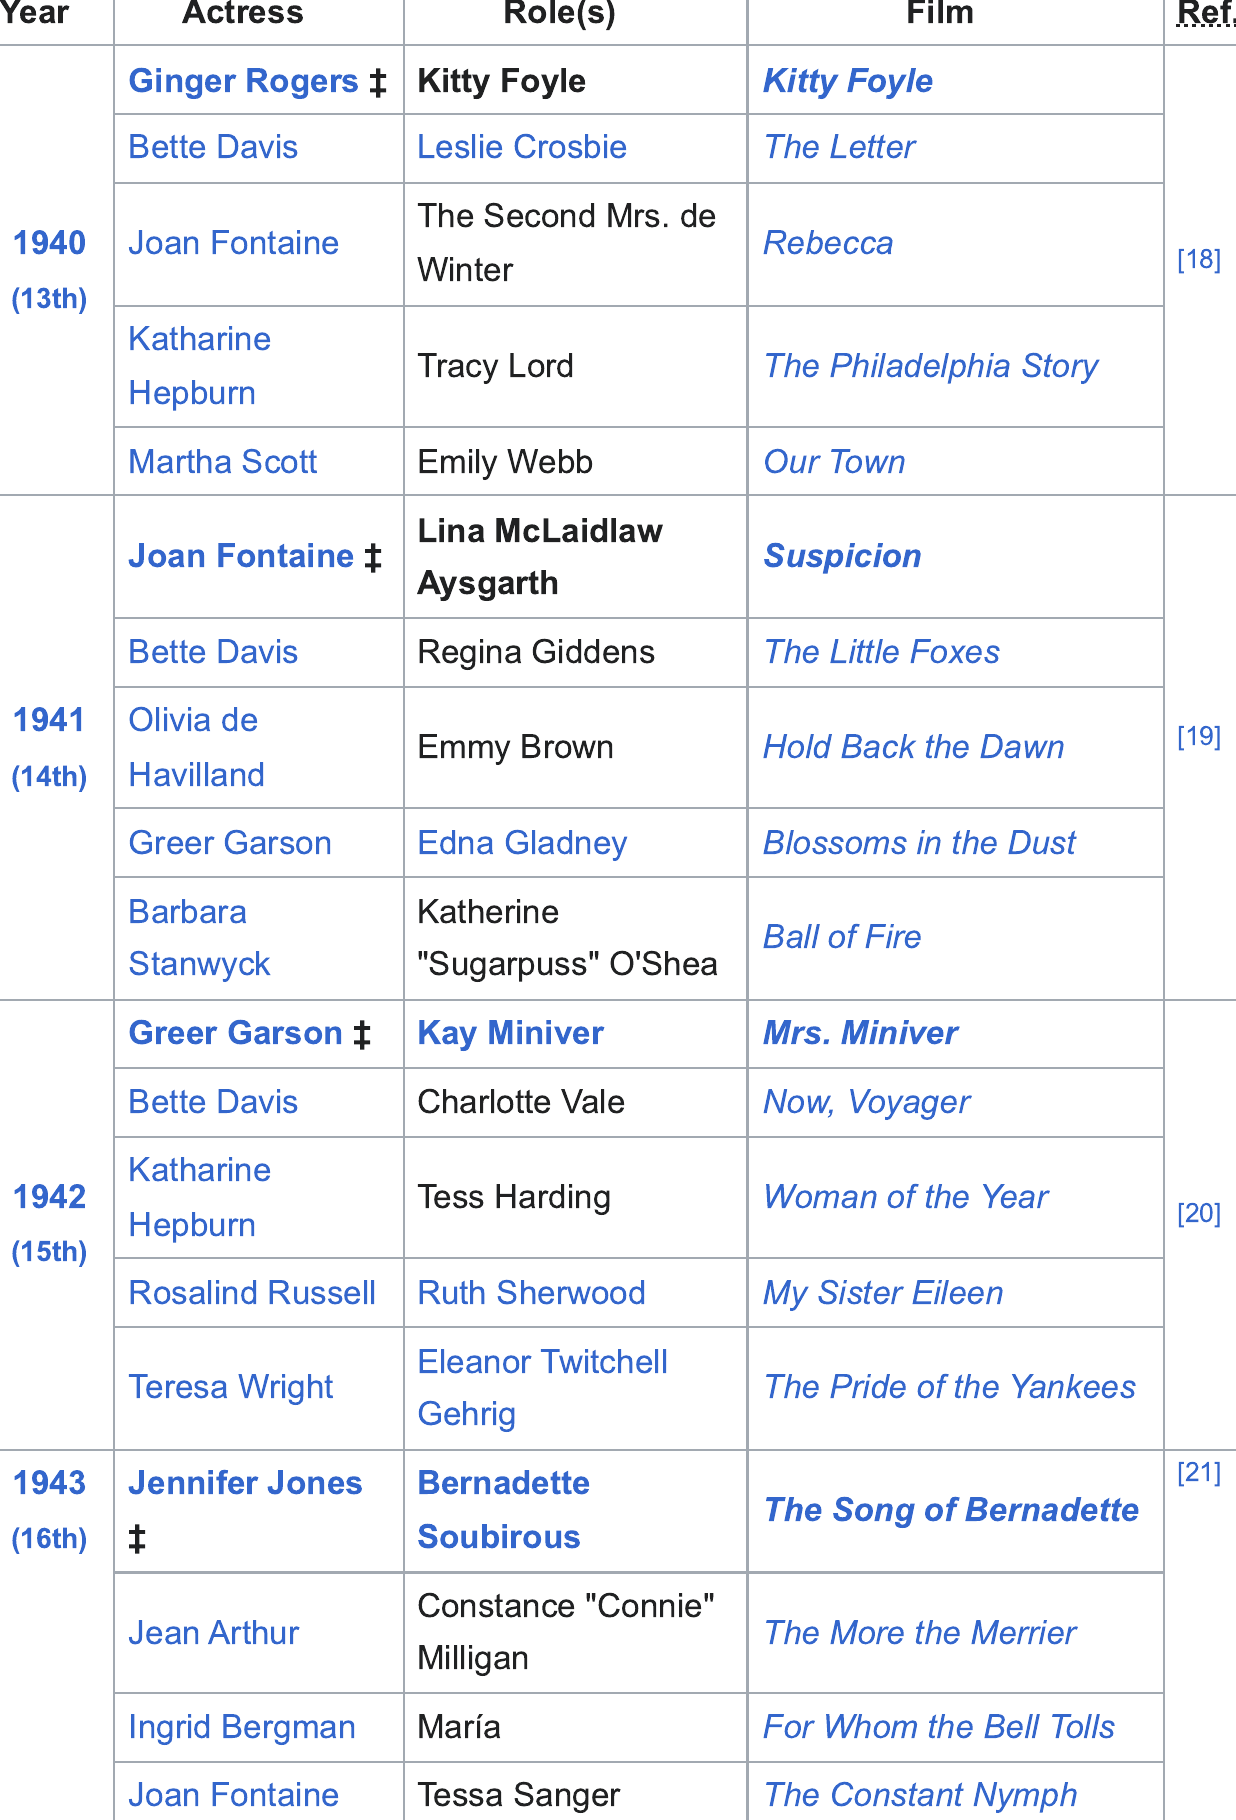 Year Actress Role(s) Film Ref.
Ginger Rogers ‡ Kitty Foyle Kitty Foyle
Bette Davis Leslie Crosbie The Letter
1940
(13th)
Joan Fontaine The Second Mrs. de
Winter Rebecca
[18]
Katharine
Hepburn Tracy Lord The Philadelphia Story
Martha Scott Emily Webb Our Town
Joan Fontaine ‡ Lina McLaidlaw
Aysgarth Suspicion
Bette Davis Regina Giddens The Little Foxes
1941
(14th)
Olivia de
Havilland Emmy Brown Hold Back the Dawn
[19]
Greer Garson Edna Gladney Blossoms in the Dust
Barbara
Stanwyck Katherine
"Sugarpuss" O'Shea Ball of Fire
Greer Garson ‡ Kay Miniver Mrs. Miniver
Bette Davis Charlotte Vale Now, Voyager
1942
(15th)
Katharine
Hepburn Tess Harding Woman of the Year
[20]
Rosalind Russell Ruth Sherwood My Sister Eileen
Teresa Wright Eleanor Twitchell
Gehrig The Pride of the Yankees
1943
(16th)
Jennifer Jones
‡ Bernadette
Soubirous The Song of Bernadette
[21]
Jean Arthur Constance "Connie"
Milligan The More the Merrier
Ingrid Bergman María For Whom the Bell Tolls
Joan Fontaine Tessa Sanger The Constant Nymph